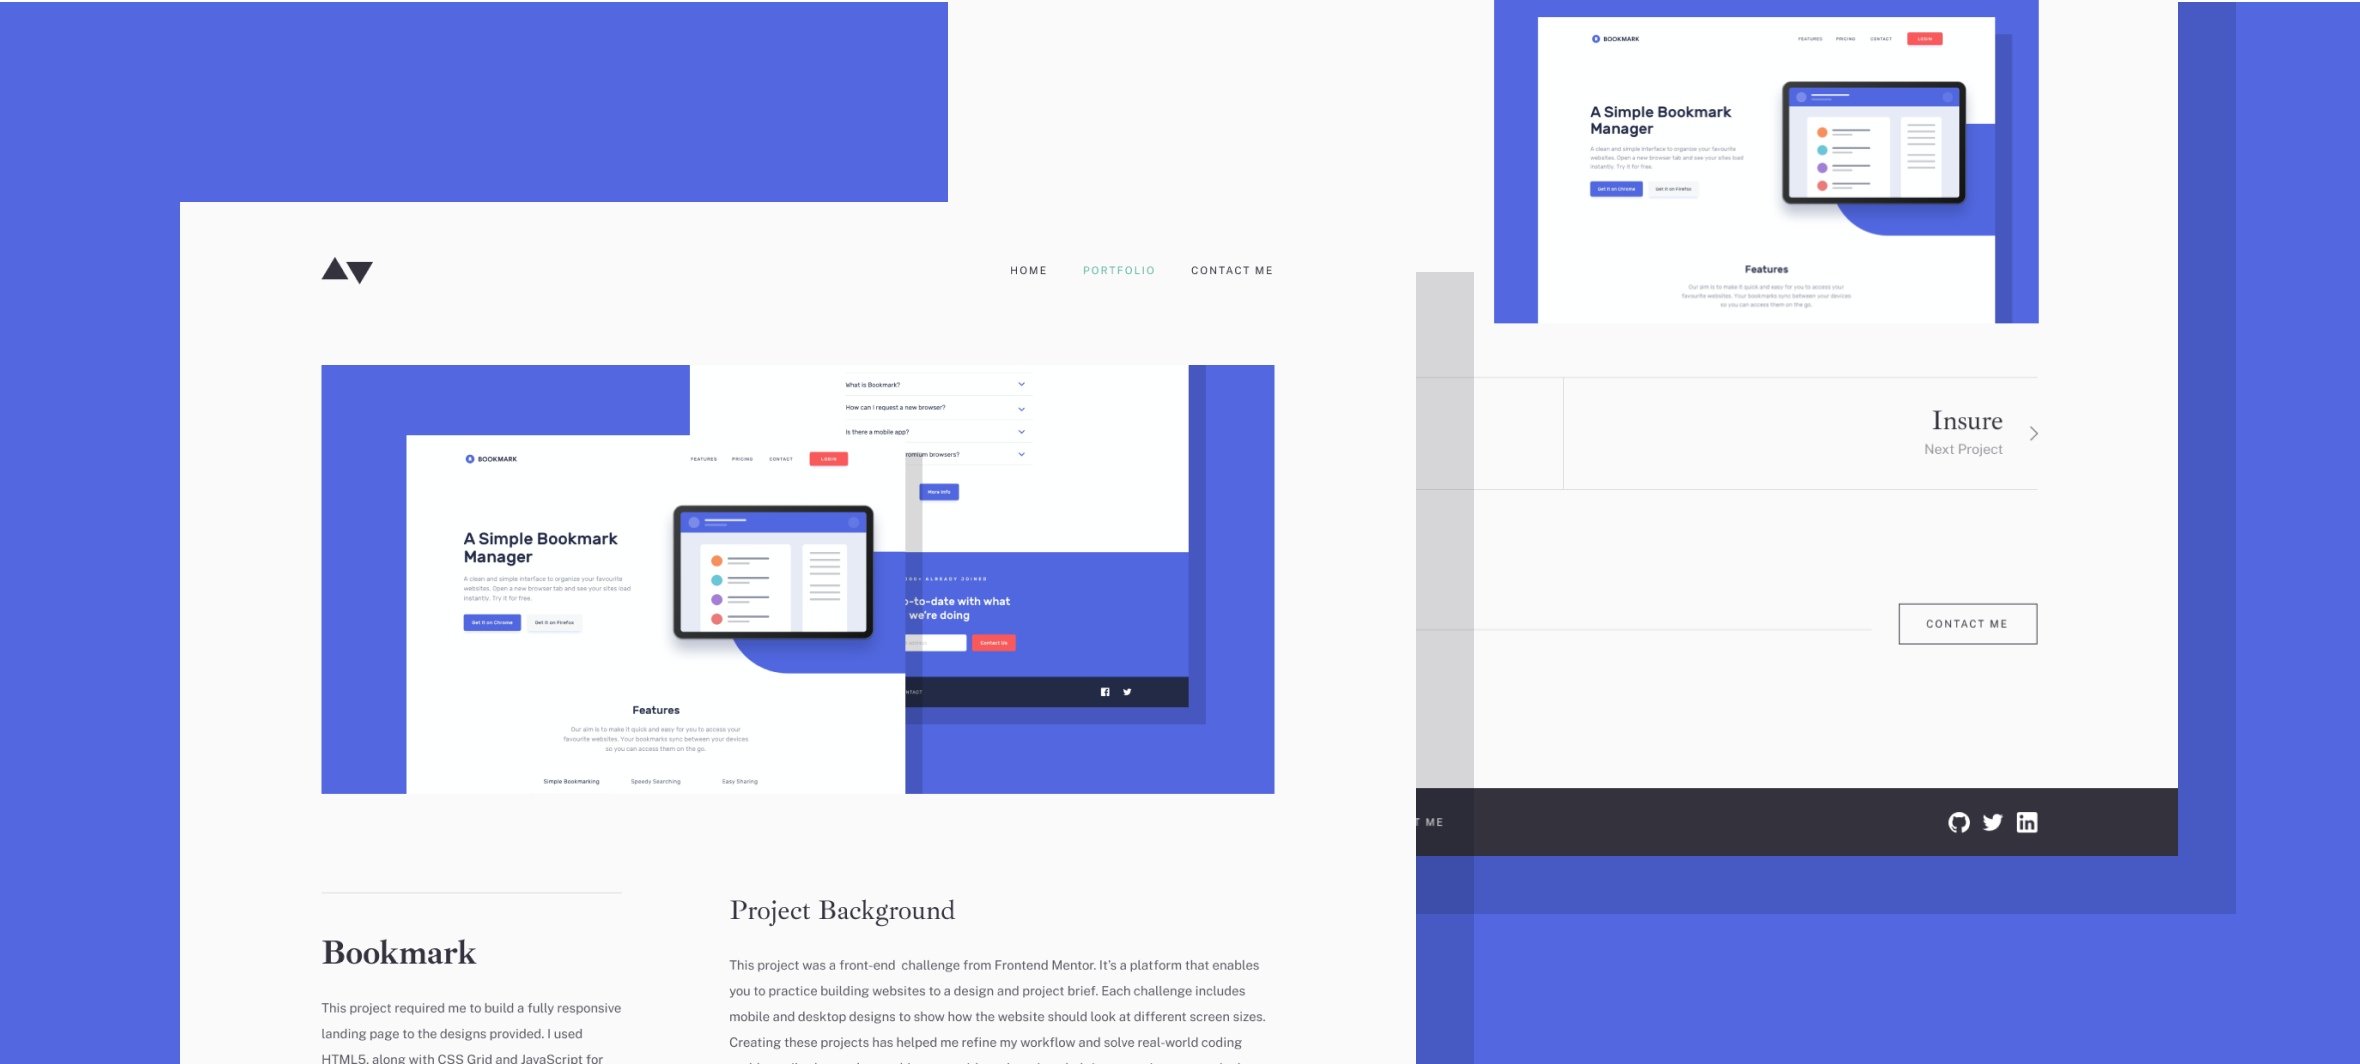 HOME
PORTFOLIO
CONTACT ME
What is Bookmark?
How can I request a new browser?
Is there a mobile app?
romium browsers?
More Info
BOOKMARK
FEATURES
PRICING
CONTACT
LOGIN
A Simple Bookmark
Manager
A clean and simple interface to organize your favourite
websites. Open a new browser tab and see your sites load
instantly. Try it for free.
Get It on Chrome
Get It on Firefox
ALREADY JOINED
o-to-date with what
we're doing
Contact Us
NTACT
Features
Our aim is to make it quick and easy for you to access your
favourite websites. Your bookmarks sync between your devices
so you can access them on the go.
Simple Bookmarking
Speedy Searching
Easy Sharing
Bookmark
This project required me to build a fully responsive
landing page to the designs provided. I used
HTML5, along with CSS Grid and JavaScript for
Project Background
This project was a front-end challenge from Frontend Mentor. It's a platform that enables
you to practice building websites to a design and project brief. Each challenge includes
mobile and desktop designs to show how the website should look at different screen sizes.
Creating these projects has helped me refine my workflow and solve real-world coding
BOOKMARK
FEATURES
PRICING
CONTACT
LOGIN
A Simple Bookmark
Manager
A clean and simple interface to organize your favourite
websites. Open a new browser tab and see your sites load
instantly. Try it for free.
Get It on Chrome
Get It on Firefox
Features
Our aim is to make it quick and easy for you to access your
favourite websites. Your bookmarks sync between your devices
so you can access them on the go.
Insure
Next Project
CONTACT ME
T ME